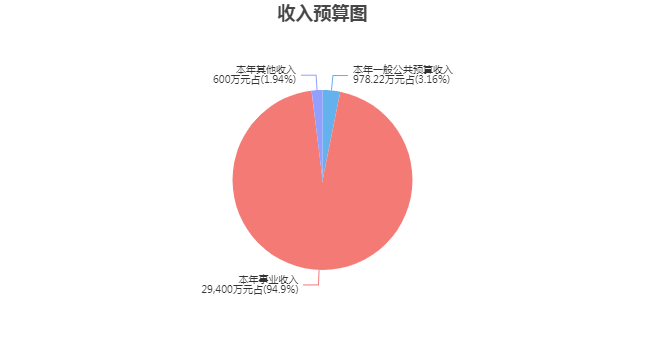 收入预算图
本年其他收入
600万元占(1.94%)
本年一般公共预算收入
978.22万元占(3.16%)
本年事业收入
29,400万元占(94.9%)